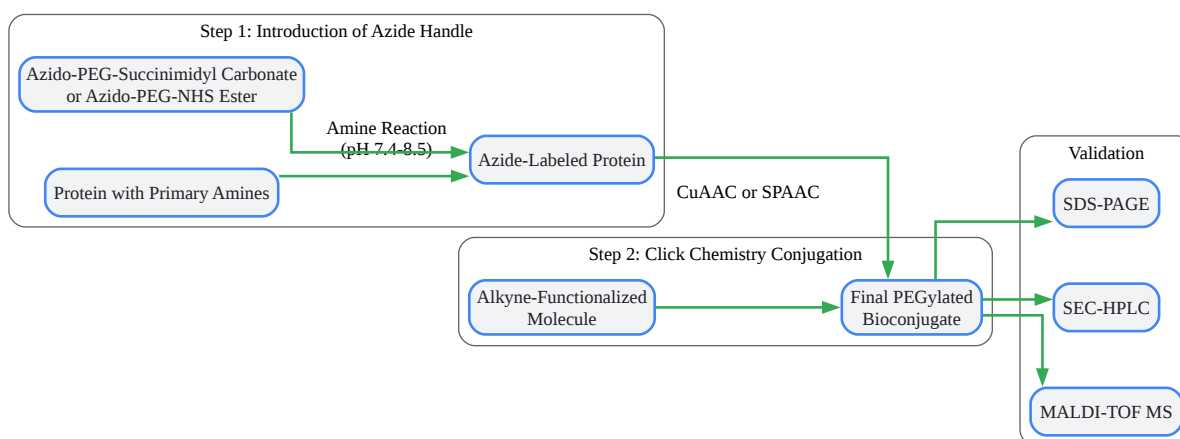 Step 1: Introduction of Azide Handle
Azido-PEG-Succinimidyl Carbonate
or Azido-PEG-NHS Ester
Amine Reaction
(pH 7.4-8.5)
Azide-Labeled Protein
Protein with Primary Amines
CuAAC or SPAAC
Step 2: Click Chemistry Conjugation
Alkyne-Functionalized
Molecule
Final PEGylated
Bioconjugate
Validation
SDS-PAGE
SEC-HPLC
MALDI-TOF MS